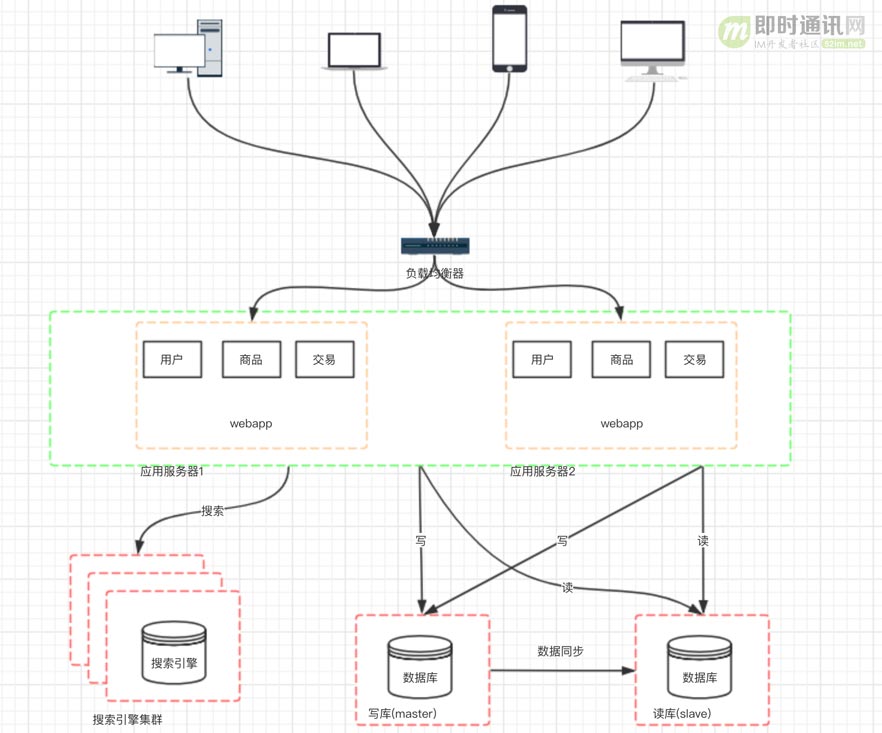 即时通讯网
IM开发者社区 52im.net
负载均衡器
用户 商品 交易
webapp
用户 商品 交易
webapp
应用服务器1
应用服务器2
搜索
写
写
读
读
搜索引擎
搜索引擎集群
数据库
写库(master)
数据同步
数据库
读库(slave)